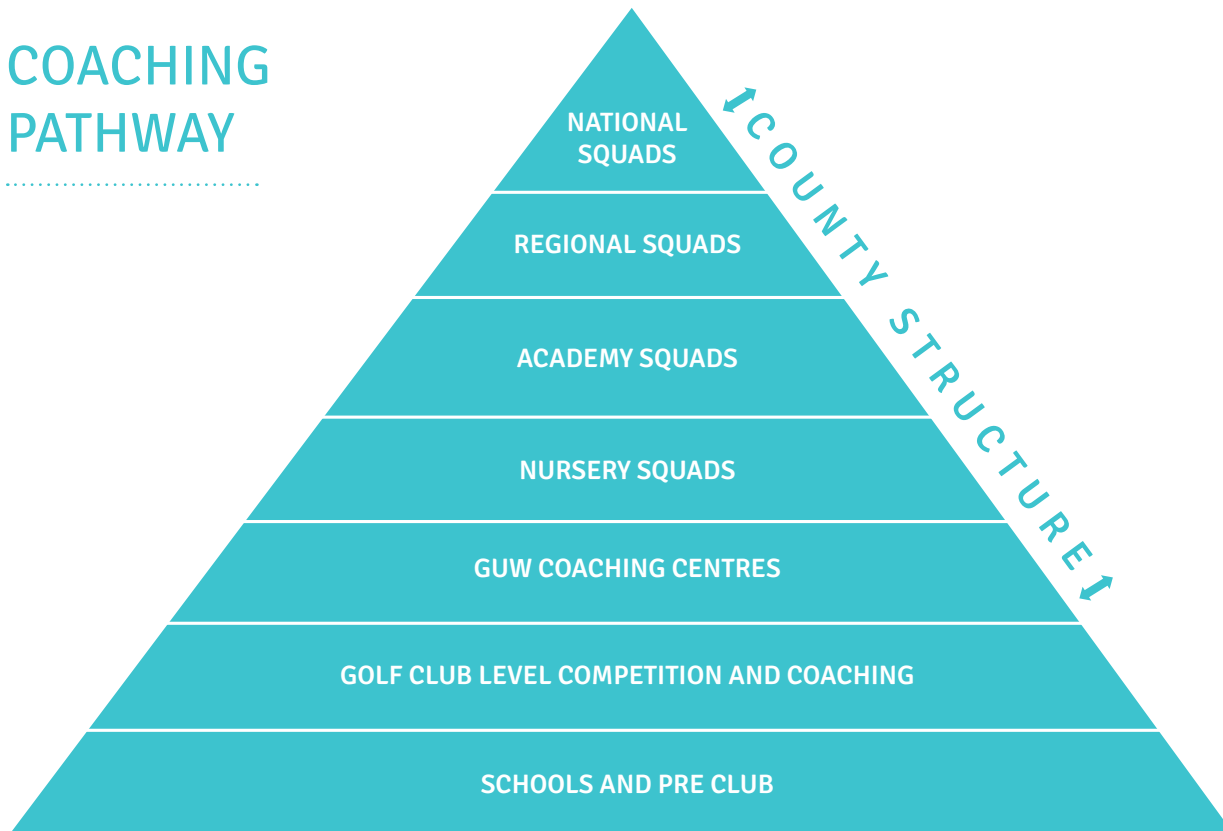 COACHING
PATHWAY
NATIONAL
SQUADS
REGIONAL SQUADS
ACADEMY SQUADS
NURSERY SQUADS
GUW COACHING CENTRES
GOLF CLUB LEVEL COMPETITION AND COACHING
SCHOOLS AND PRE CLUB
COUNTY STRUCTURE